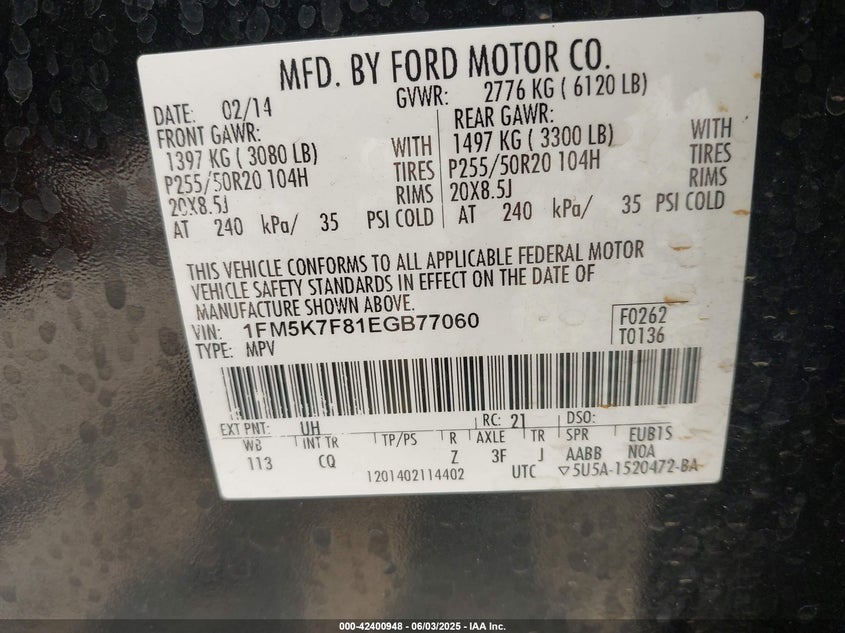 MFD. BY FORD MOTOR CO.
DATE: 02/14
GVWR: 2776 KG ( 6120 LB)
FRONT GAWR:
1397 KG ( 3080 LB) WITH
P255/50R20 104H TIRES
20X8.5J RIMS
AT 240 kPa/ 35 PSI COLD
REAR GAWR:
1497 KG ( 3300 LB) WITH
P255/50R20 104H TIRES
20X8.5J RIMS
AT 240 kPa/ 35 PSI COLD
THIS VEHICLE CONFORMS TO ALL APPLICABLE FEDERAL MOTOR
VEHICLE SAFETY STANDARDS IN EFFECT ON THE DATE OF
MANUFACTURE SHOWN ABOVE.
VIN: 1FM5K7F81EGB77060
TYPE: MPV
F0262
T0136
EXT PNT: UH RC: 21 DSO:
WB INT TR TP/PS R AXLE TR SPR EUB1S
113 CQ Z 3F J AABB NOA
1201402114402 UTC ▽5U5A-1520472-BA
000-42400948 - 06/03/2025 - IAA Inc.